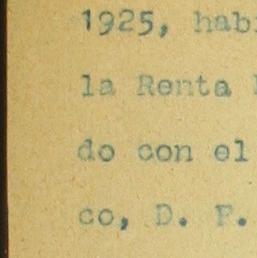 1925, hab
la Renta
do con el
co, D. F.